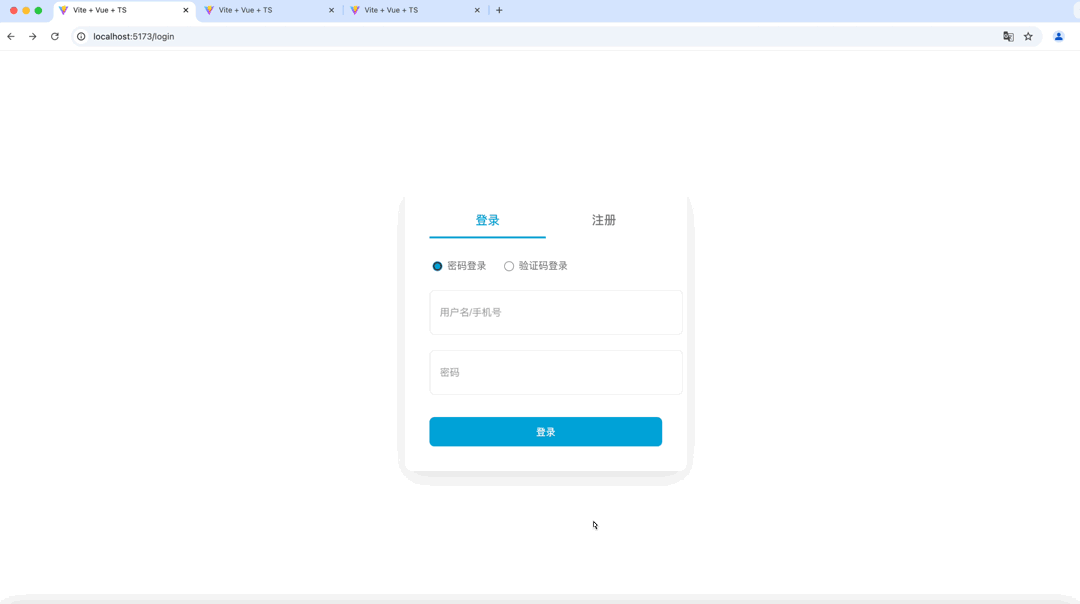 Vite + Vue + TS
Vite + Vue + TS
Vite + Vue + TS
localhost:5173/login
登录
注册
密码登录
验证码登录
用户名/手机号
密码
登录